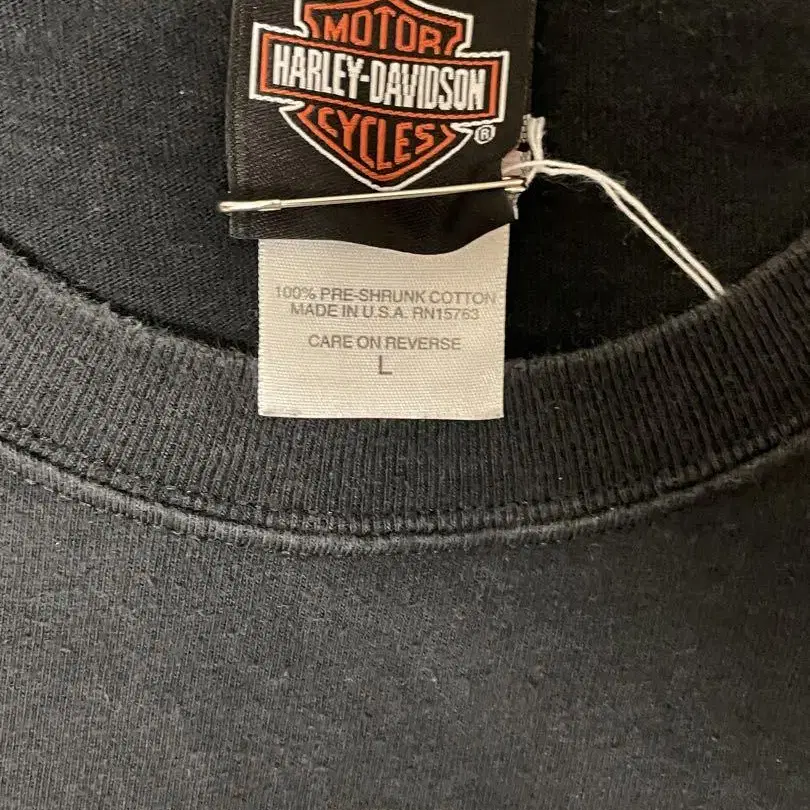 MOTOR
HARLEY-DAVIDSON
CYCLES
®
100% PRE-SHRUNK COTTON
MADE IN U.S.A. RN15763
CARE ON REVERSE
L